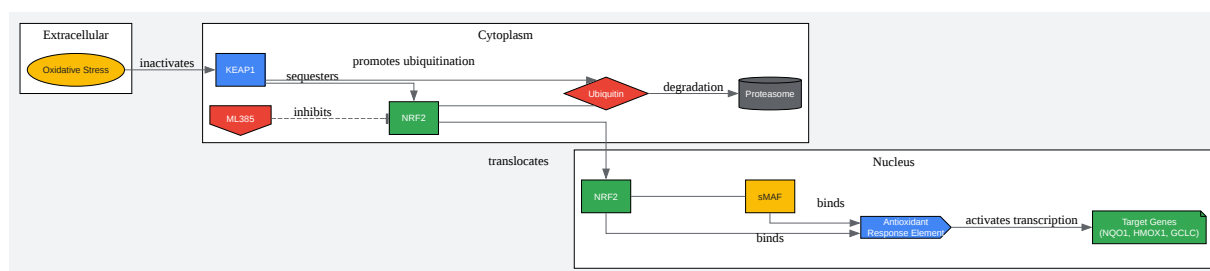 Extracellular
Oxidative Stress
inactivates
Cytoplasm
KEAP1
promotes ubiquitination
sequesters
Ubiquitin
degradation
Proteasome
ML385
inhibits
NRF2
translocates
Nucleus
NRF2
sMAF
binds
binds
Antioxidant
Response Element
activates transcription
Target Genes
(NQO1, HMOX1, GCLC)